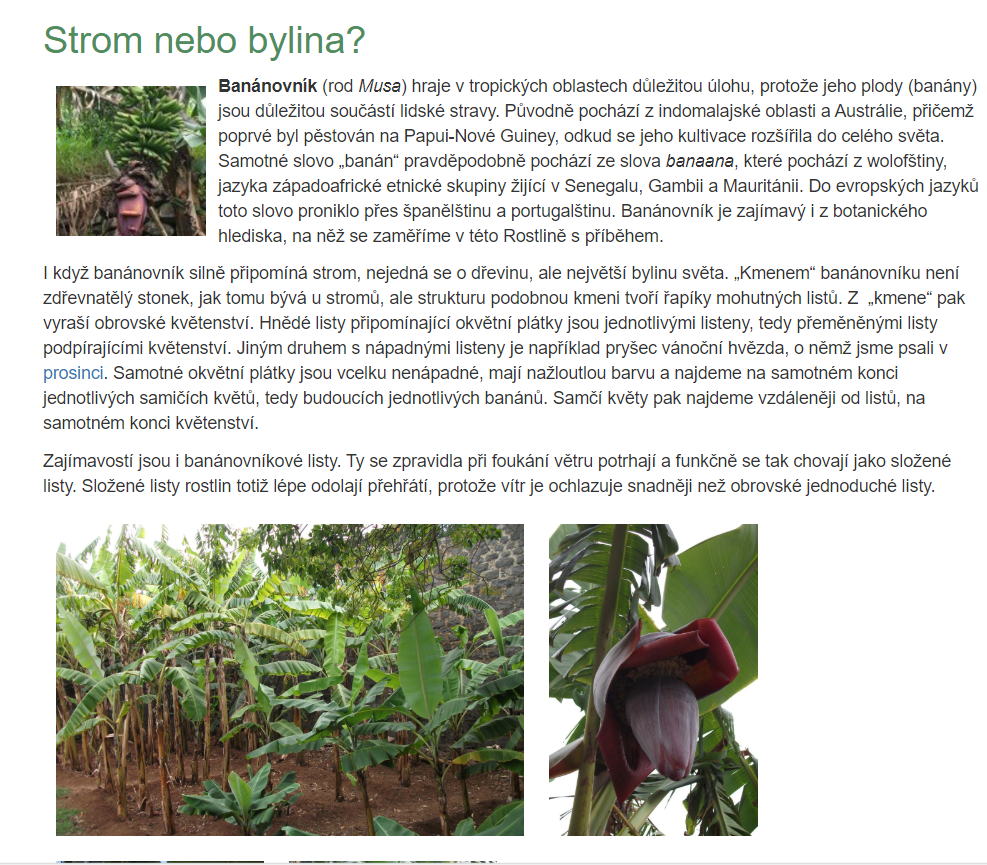 Strom nebo bylina?
Banánovník (rod Musa) hraje v tropických oblastech důležitou úlohu, protože jeho plody (banány)
jsou důležitou součástí lidské stravy. Původně pochází z indomalajské oblasti a Austrálie, přičemž
poprvé byl pěstován na Papui-Nové Guiney, odkud se jeho kultivace rozšířila do celého světa.
Samotné slovo „banán“ pravděpodobně pochází ze slova banaana, které pochází z wolofštiny,
jazyka západoafrické etnické skupiny žijící v Senegalu, Gambii a Mauritánii. Do evropských jazyků
toto slovo proniklo přes španělštinu a portugalštinu. Banánovník je zajímavý i z botanického
hlediska, na něž se zaměříme v této Rostlině s příběhem.
I když banánovník silně připomíná strom, nejedná se o dřevinu, ale největší bylinu světa. „Kmenem“ banánovníku není
zdřevnatělý stonek, jak tomu bývá u stromů, ale strukturu podobnou kmeni tvoří řapíky mohutných listů. Z „kmene“ pak
vyraší obrovské květenství. Hnědé listy připomínající okvětní plátky jsou jednotlivými listeny, tedy přeměněnými listy
podpírajícími květenství. Jiným druhem s nápadnými listeny je například pryšec vánoční hvězda, o němž jsme psali v
prosinci. Samotné okvětní plátky jsou vcelku nenápadné, mají nažloutlou barvu a najdeme na samotném konci
jednotlivých samičích květů, tedy budoucích jednotlivých banánů. Samčí květy pak najdeme vzdáleněji od listů, na
samotném konci květenství.
Zajímavostí jsou i banánovníkové listy. Ty se zpravidla při foukání větru potrhají a funkčně se tak chovají jako složené
listy. Složené listy rostlin totiž lépe odolají přehřátí, protože vítr je ochlazuje snadněji než obrovské jednoduché listy.